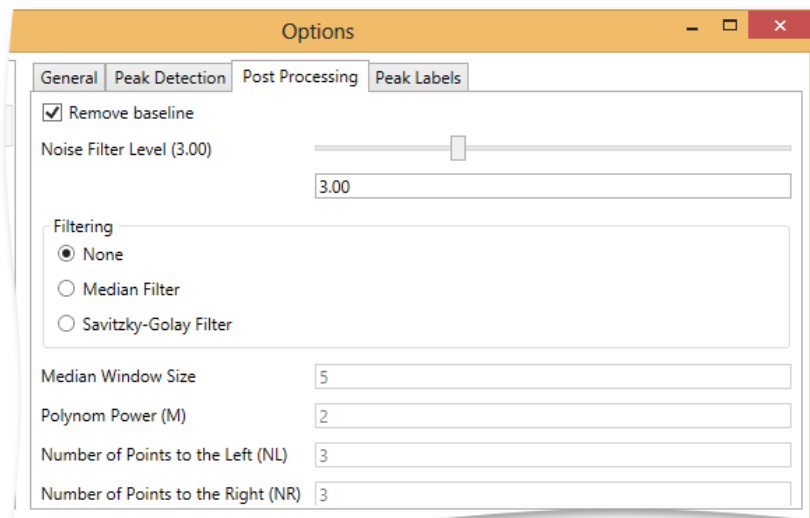 Options
General Peak Detection Post Processing Peak Labels
Remove baseline
Noise Filter Level (3.00)
3.00
Filtering
None
Median Filter
Savitzky-Golay Filter
Median Window Size 5
Polynom Power (M) 2
Number of Points to the Left (NL) 3
Number of Points to the Right (NR) 3